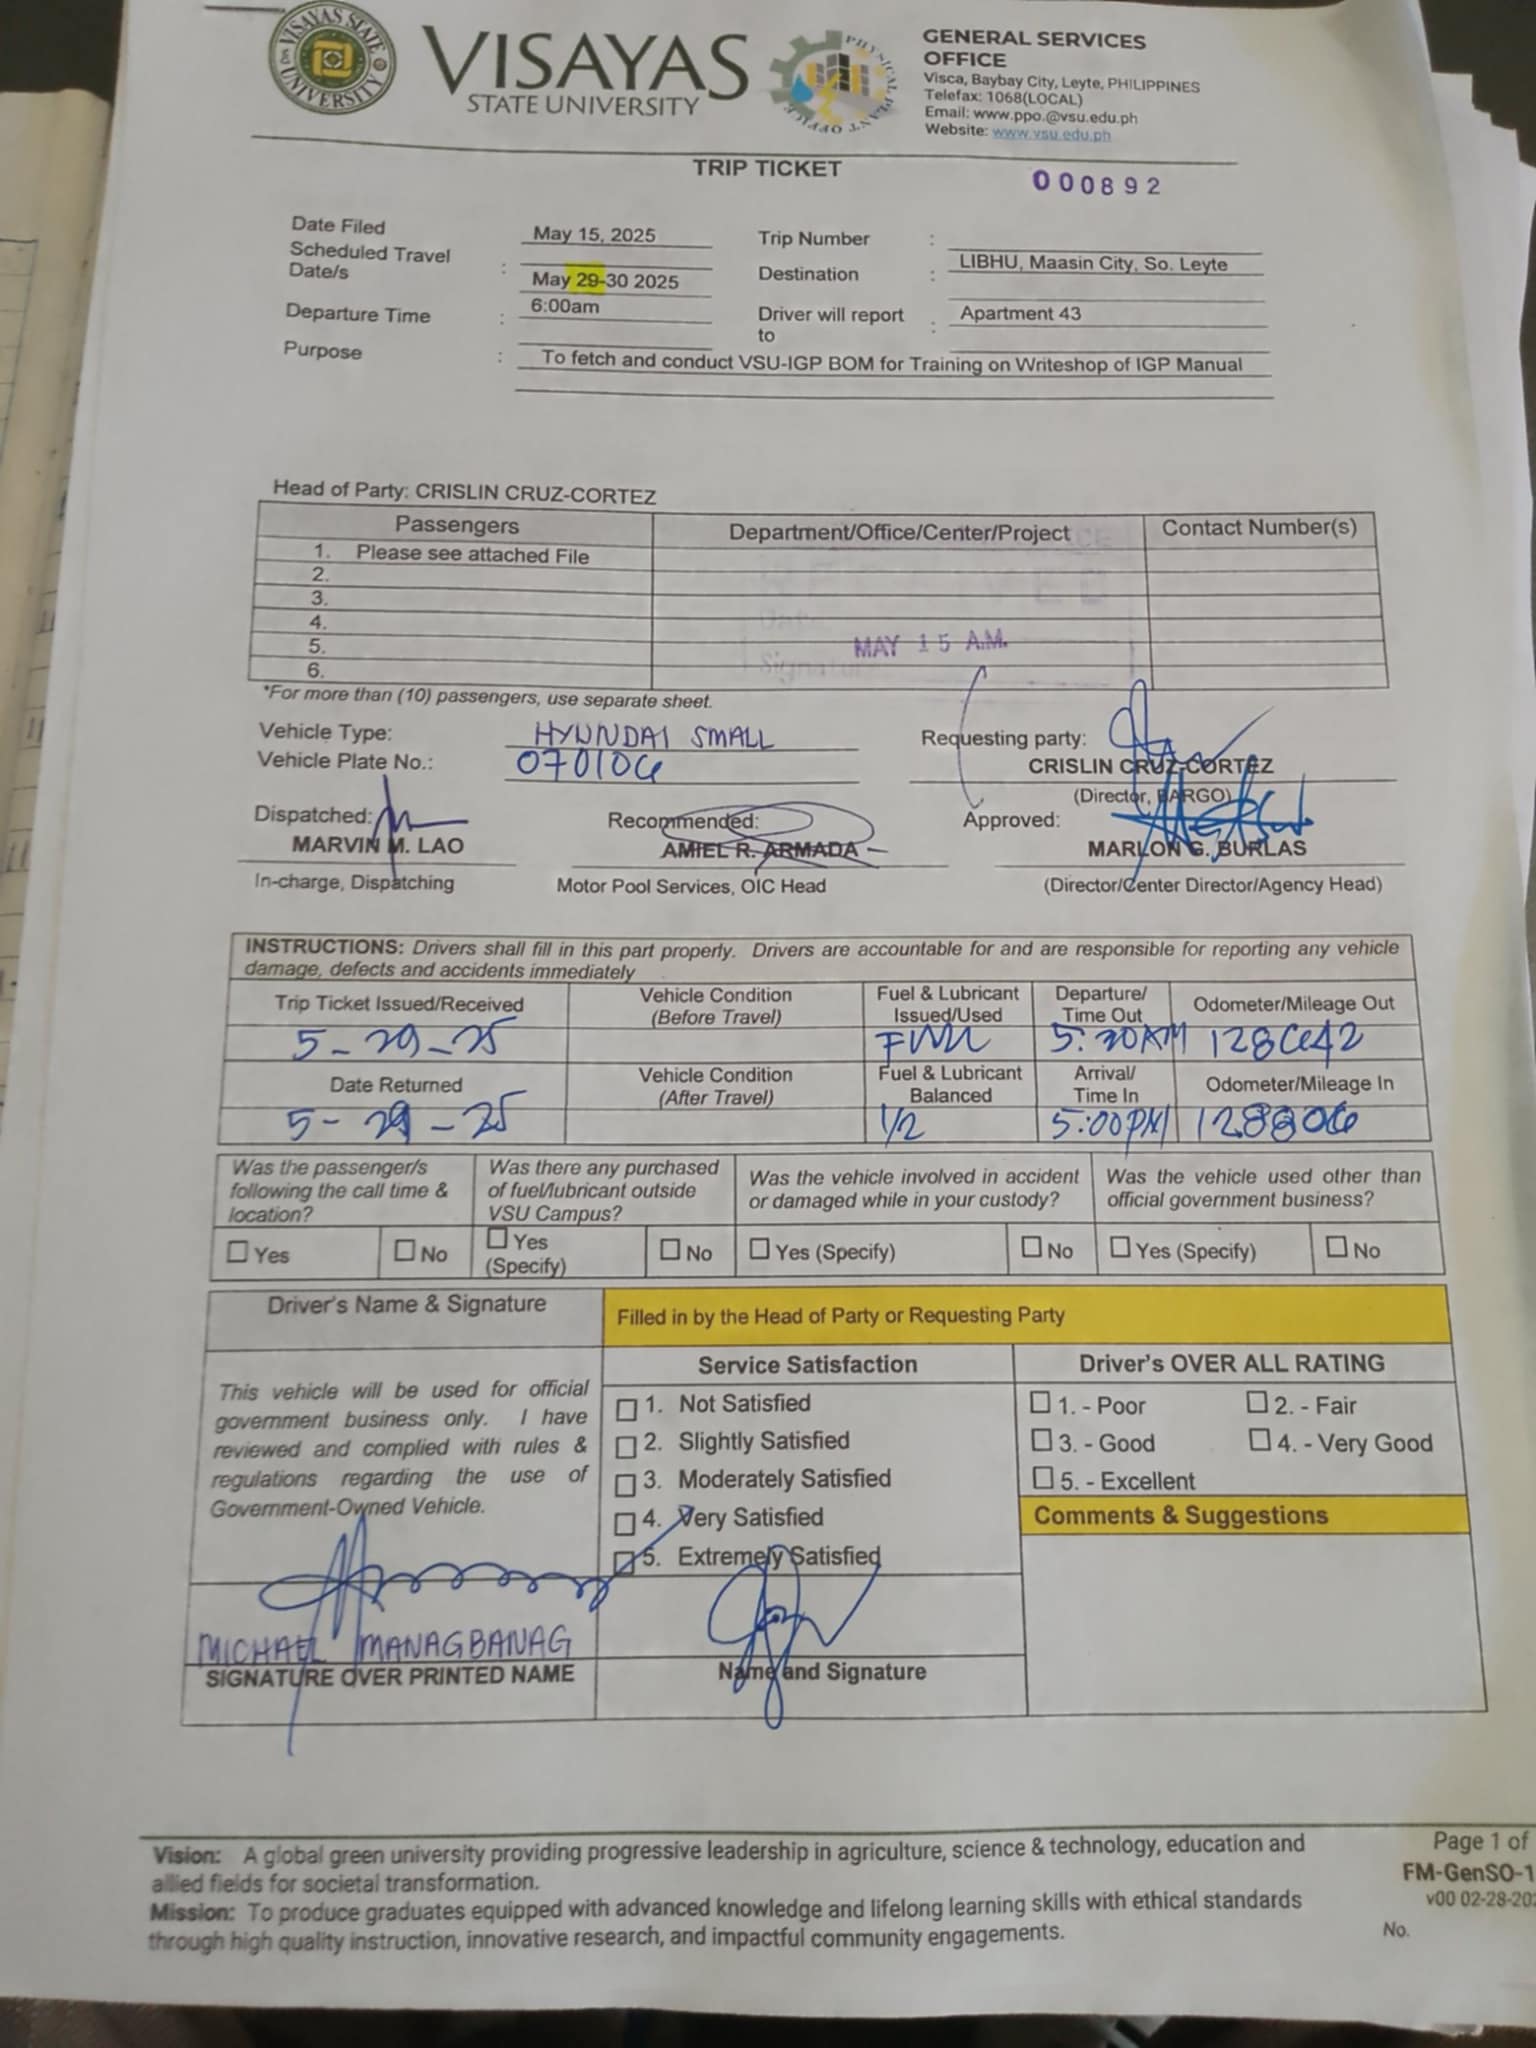 VISAYAS STATE UNIVERSITY
VISAYAS
STATE UNIVERSITY
PHYSICAL PLANT OFFICE
GENERAL SERVICES
OFFICE
Visca, Baybay City, Leyte, PHILIPPINES
Telefax: 1068(LOCAL)
Email: www.ppo.@vsu.edu.ph
Website: www.vsu.edu.ph
TRIP TICKET
000892
Date Filed May 15, 2025 Trip Number :
Scheduled Travel Date/s : May 29-30 2025 Destination : LIBHU, Maasin City, So. Leyte
Departure Time : 6:00am Driver will report to : Apartment 43
Purpose : To fetch and conduct VSU-IGP BOM for Training on Writeshop of IGP Manual
Head of Party: CRISLIN CRUZ-CORTEZ
Passengers Department/Office/Center/Project Contact Number(s)
1. Please see attached File
2.
3.
4.
5.
6.
RECEIVED
Date
MAY 15 A.M.
Signatu
*For more than (10) passengers, use separate sheet.
Vehicle Type: HYUNDAI SMALL
Vehicle Plate No.: 070106
Requesting party:
CRISLIN CRUZ-CORTEZ
(Director, BARGO)
Dispatched: Recommended: Approved:
MARVIN M. LAO AMIEL R. ARMADA MARLON G. BURLAS
In-charge, Dispatching Motor Pool Services, OIC Head (Director/Center Director/Agency Head)
INSTRUCTIONS: Drivers shall fill in this part properly. Drivers are accountable for and are responsible for reporting any vehicle
damage, defects and accidents immediately
Trip Ticket Issued/Received Vehicle Condition (Before Travel) Fuel & Lubricant Issued/Used Departure/ Time Out Odometer/Mileage Out
5-29-25 Full 128642
Date Returned Vehicle Condition (After Travel) Fuel & Lubricant Balanced Arrival/ Time In Odometer/Mileage In
5-29-25 1/2 5:00PM 128806
Was the passenger/s following the call time & location?
Yes No
Was there any purchased of fuel/lubricant outside VSU Campus?
Yes (Specify) No
Was the vehicle involved in accident or damaged while in your custody?
Yes (Specify) No
Was the vehicle used other than official government business?
Yes (Specify) No
Driver's Name & Signature
Filled in by the Head of Party or Requesting Party
This vehicle will be used for official
government business only. I have
reviewed and complied with rules &
regulations regarding the use of
Government-Owned Vehicle.
MICHAEL MANAGBANAG
SIGNATURE OVER PRINTED NAME
Service Satisfaction
1. Not Satisfied
2. Slightly Satisfied
3. Moderately Satisfied
4. Very Satisfied
5. Extremely Satisfied
Name and Signature
Driver's OVER ALL RATING
1. - Poor 2. - Fair
3. - Good 4. - Very Good
5. - Excellent
Comments & Suggestions
Vision: A global green university providing progressive leadership in agriculture, science & technology, education and
allied fields for societal transformation.
Mission: To produce graduates equipped with advanced knowledge and lifelong learning skills with ethical standards
through high quality instruction, innovative research, and impactful community engagements.
Page 1 of
FM-GenSO-1
v00 02-28-202
No.